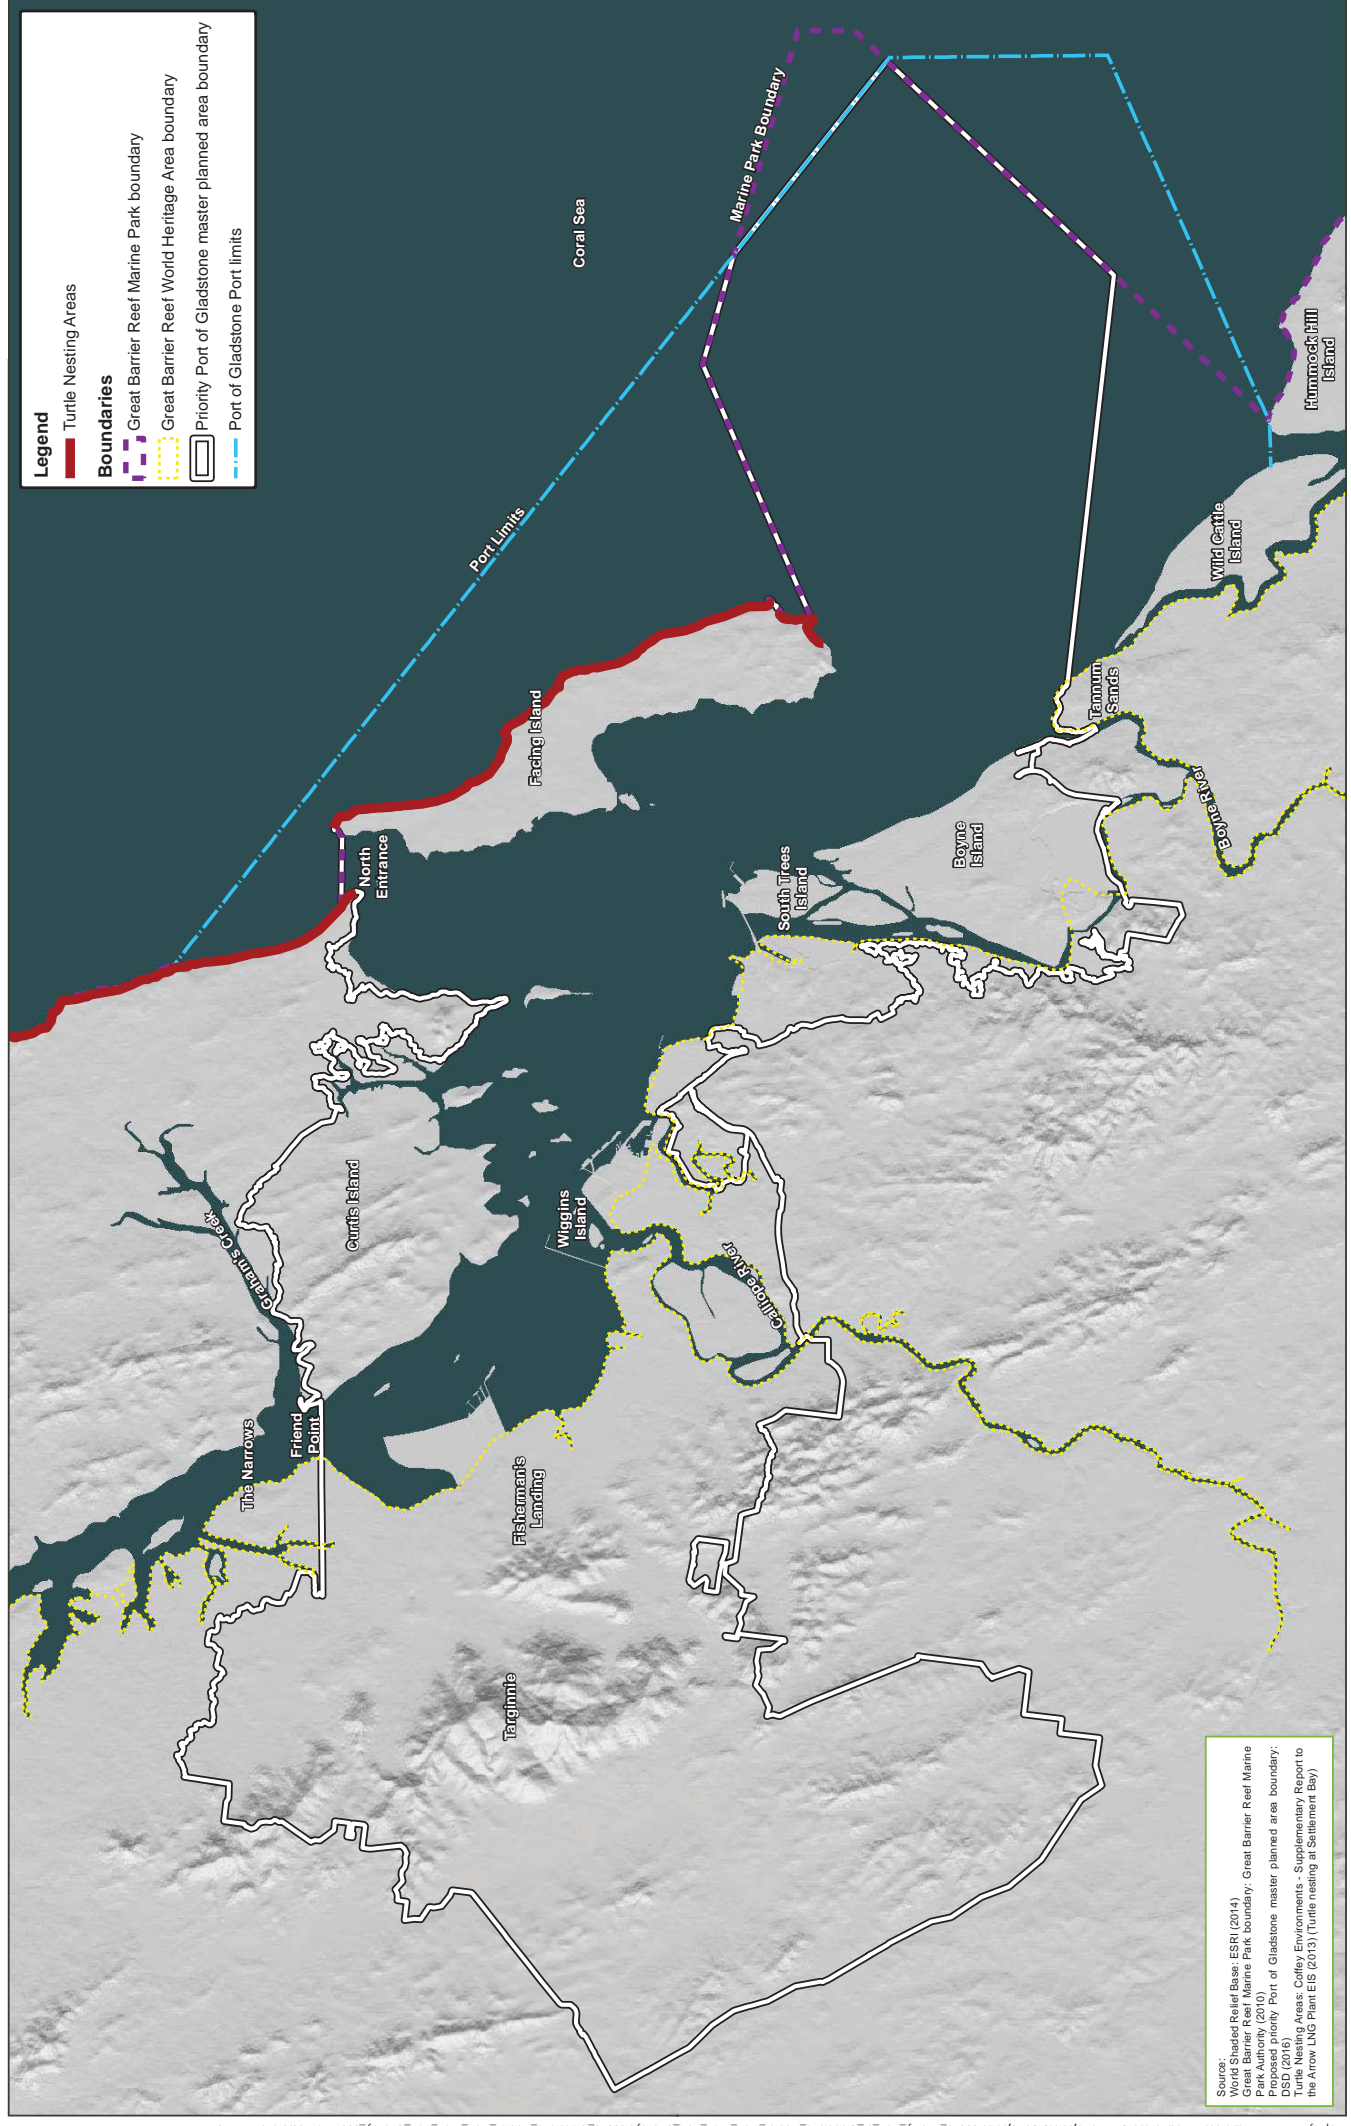 Legend
Turtle Nesting Areas
Boundaries
Great Barrier Reef Marine Park boundary
Great Barrier Reef World Heritage Area boundary
Priority Port of Gladstone master planned area boundary
Port of Gladstone Port limits
Marine Park Boundary
Coral Sea
Port Limits
Hummock Hill
Island
Wild Cattle
Island
Tannum
Sands
Facing Island
Boyne River
Boyne
Island
South Trees
Island
North
Entrance
Curtis Island
Graham's Creek
Wiggins
Island
Calliope River
The Narrows
Friend
Point
Fisherman's
Landing
Targinnie
Source:
World Shaded Relief Base: ESRI (2014)
Great Barrier Reef Marine Park boundary: Great Barrier Reef Marine
Park Authority (2010)
Proposed priority Port of Gladstone master planned area boundary:
DSD (2016)
Turtle Nesting Areas: Coffey Environments - Supplementary Report to
the Arrow LNG Plant EIS (2013) (Turtle nesting at Settlement Bay)